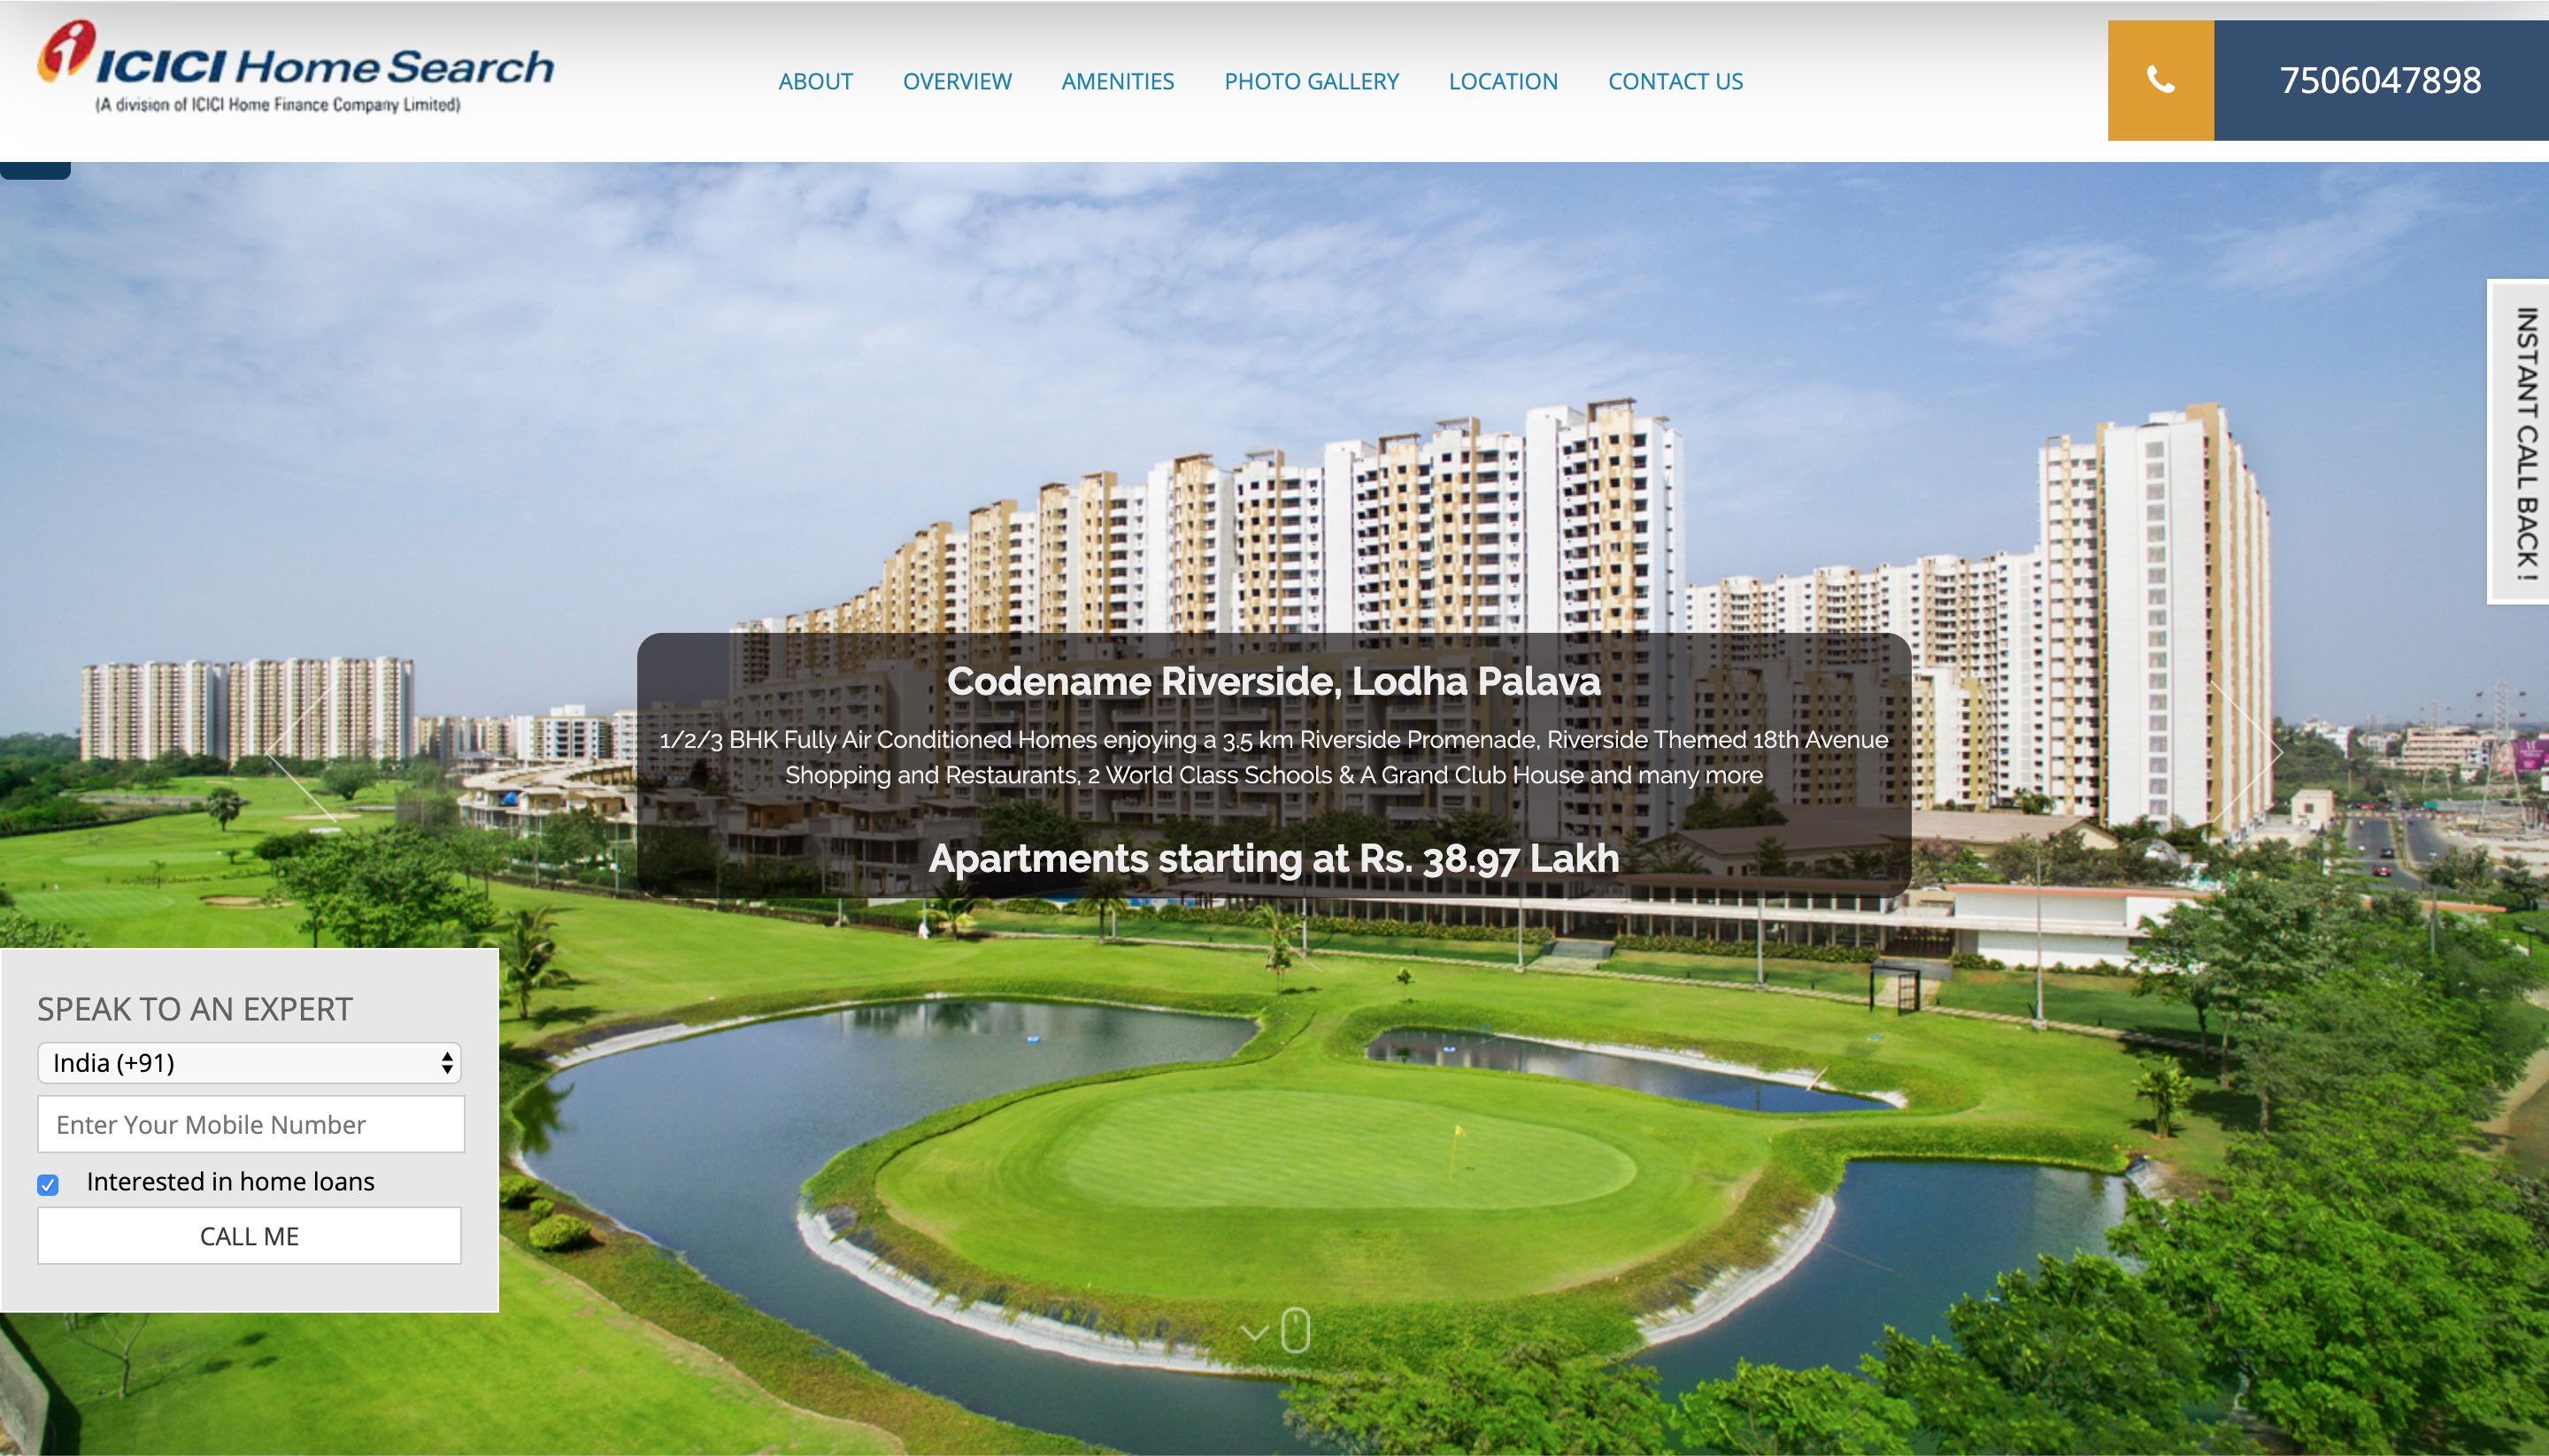 ICICI Home Search
(A division of ICICI Home Finance Company Limited)
ABOUT
OVERVIEW
AMENITIES
PHOTO GALLERY
LOCATION
CONTACT US
7506047898
INSTANT CALL BACK !
Codename Riverside, Lodha Palava
1/2/3 BHK Fully Air Conditioned Homes enjoying a 3.5 km Riverside Promenade, Riverside Themed 18th Avenue
Shopping and Restaurants, 2 World Class Schools & A Grand Club House and many more
Apartments starting at Rs. 38.97 Lakh
SPEAK TO AN EXPERT
India (+91)
Enter Your Mobile Number
Interested in home loans
CALL ME